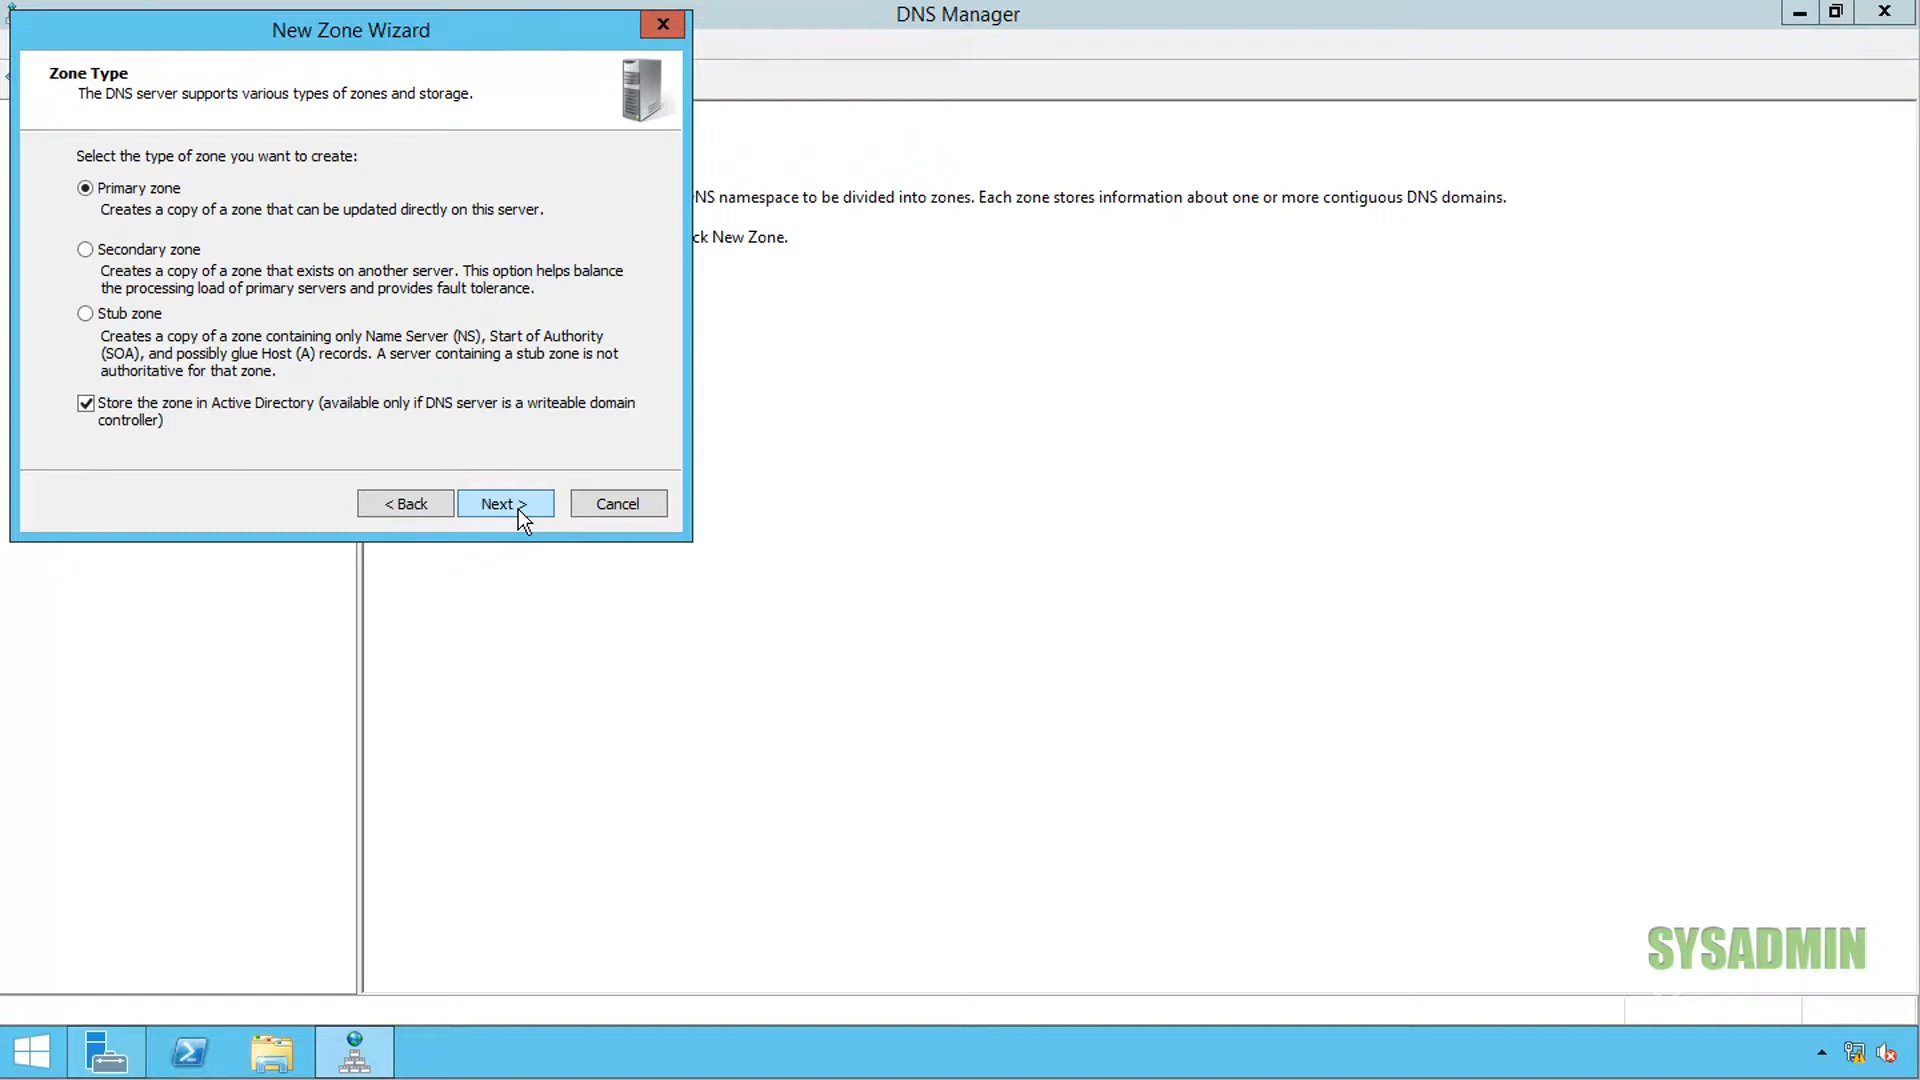 DNS Manager
New Zone Wizard
Zone Type
The DNS server supports various types of zones and storage.
Select the type of zone you want to create:
Primary zone
Creates a copy of a zone that can be updated directly on this server.
Secondary zone
Creates a copy of a zone that exists on another server. This option helps balance
the processing load of primary servers and provides fault tolerance.
Stub zone
Creates a copy of a zone containing only Name Server (NS), Start of Authority
(SOA), and possibly glue Host (A) records. A server containing a stub zone is not
authoritative for that zone.
Store the zone in Active Directory (available only if DNS server is a writeable domain
controller)
< Back
Next >
Cancel
NS namespace to be divided into zones. Each zone stores information about one or more contiguous DNS domains.
ck New Zone.
SYSADMIN